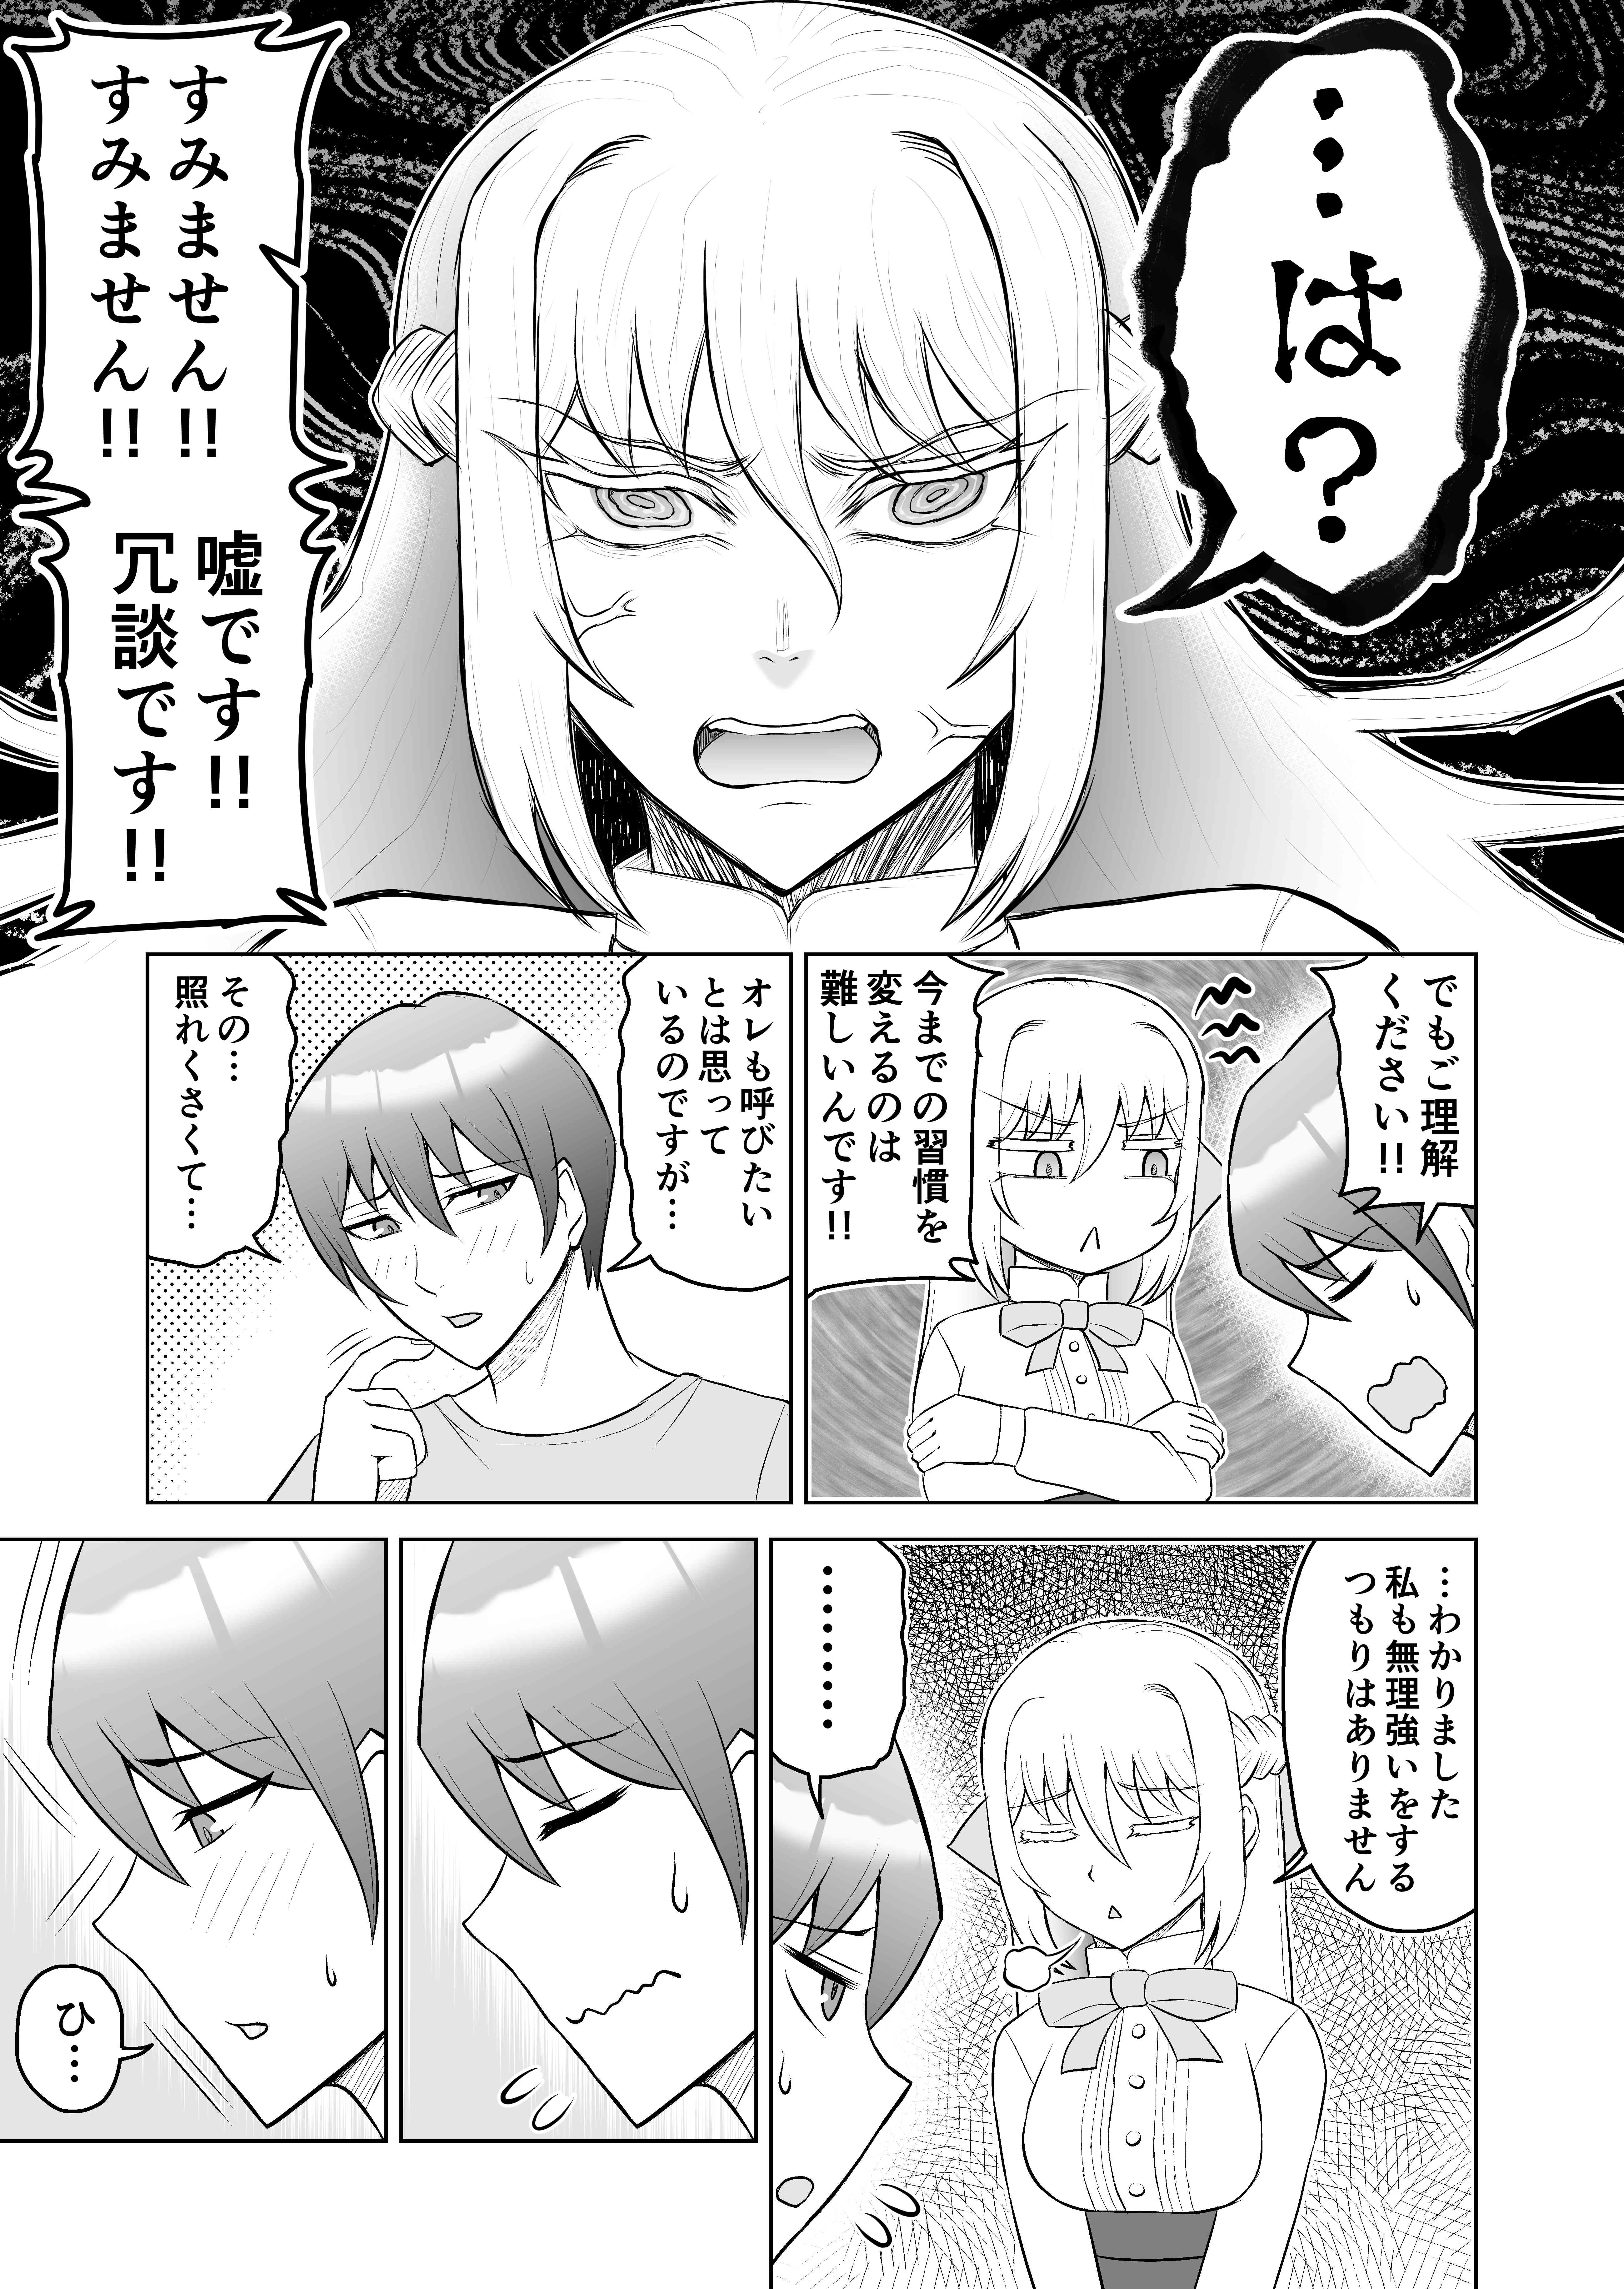 …は？
すみません!!
すみません!!
嘘です!!
冗談です!!
でもご理解
ください!!
今までの習慣を
変えるのは
難しいんです!!
オレも呼びたい
とは思って
いるのですが…
その…
照れくさくて…
…わかりました
私も無理強いをする
つもりはありません
………
ひ…